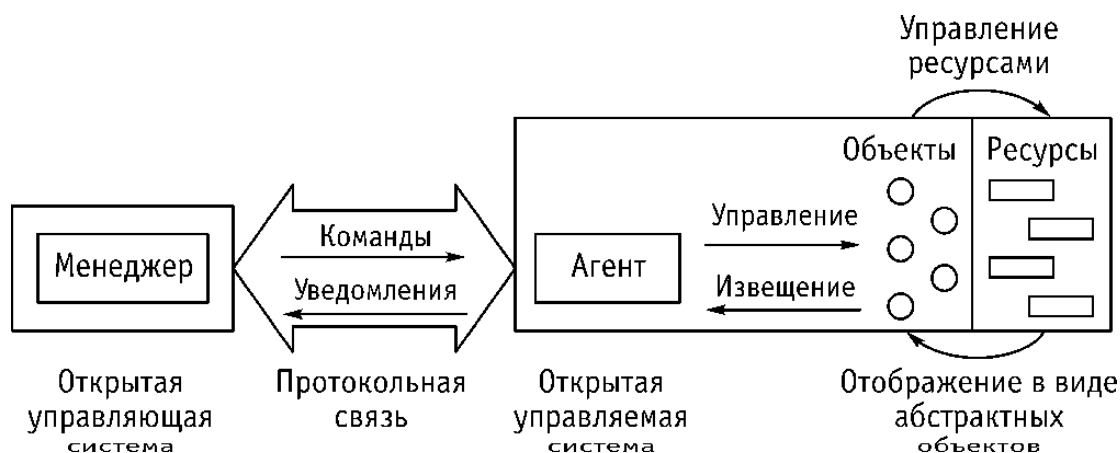 Управление
ресурсами
Объекты
Ресурсы
Управление
Команды
Менеджер
Агент
Уведомления
Извещение
Открытая
управляющая
система
Протокольная
связь
Открытая
управляемая
система
Отображение в виде
абстрактных
объектов